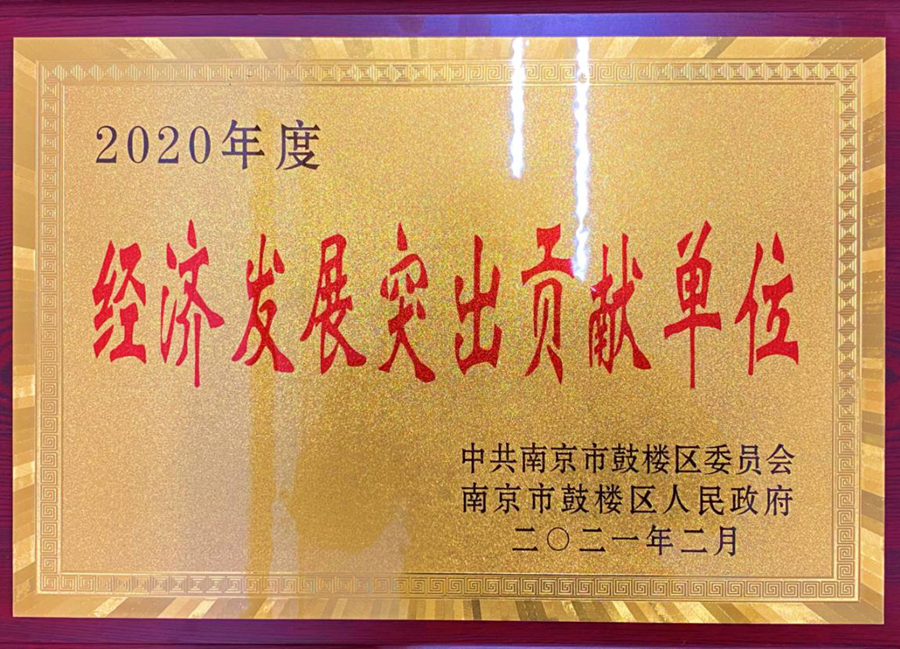 2020年度
经济发展突出贡献单位
中共南京市鼓楼区委员会
南京市鼓楼区人民政府
二〇二一年二月